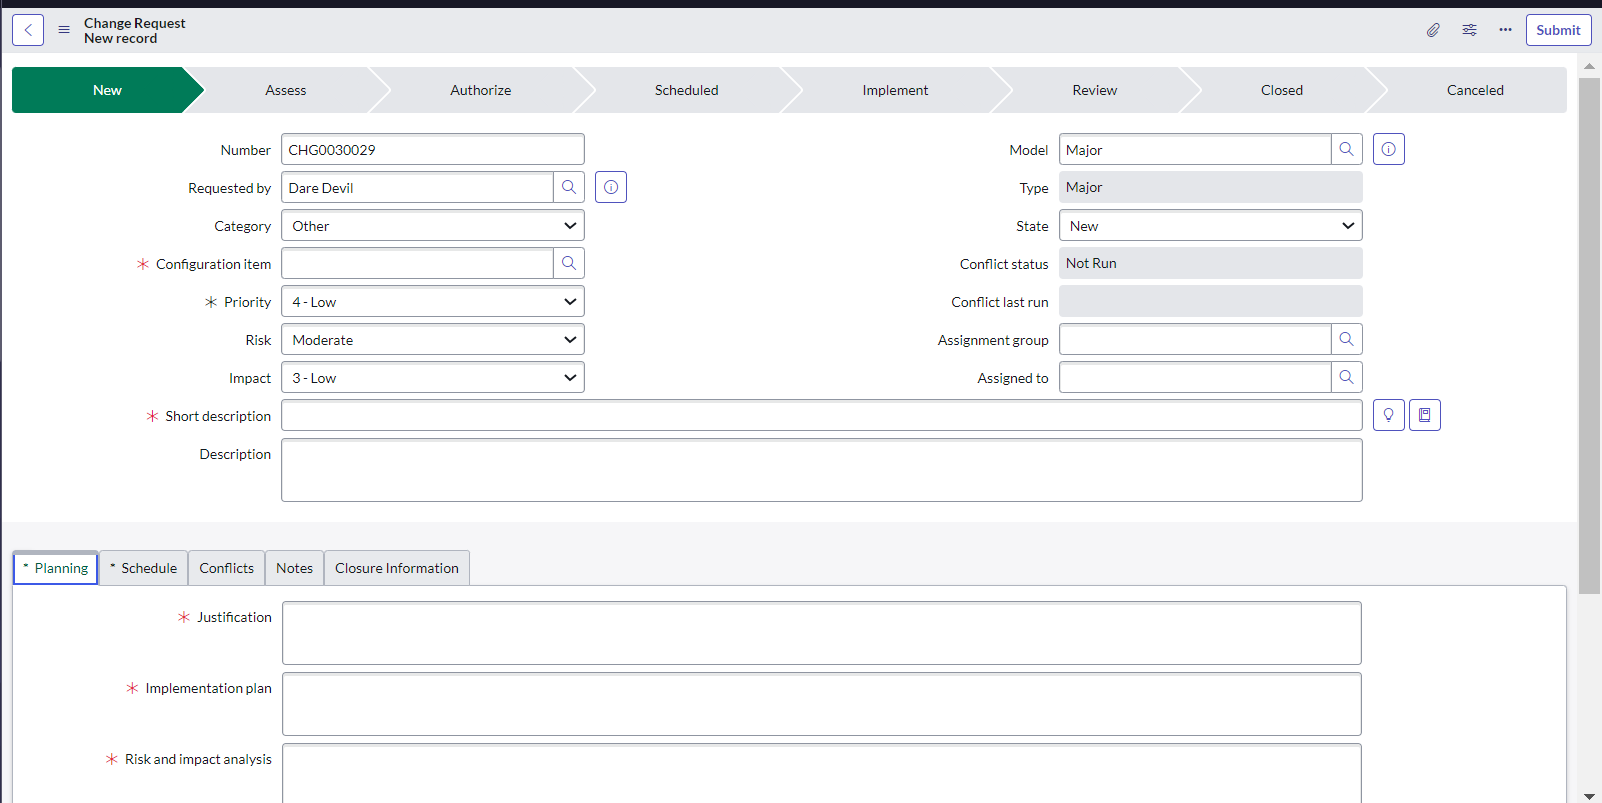 Change Request
New record
Submit
New
Assess
Authorize
Scheduled
Implement
Review
Closed
Canceled
Number
CHG0030029
Model
Major
Requested by
Dare Devil
Type
Major
Category
Other
State
New
* Configuration item
Conflict status
Not Run
* Priority
4 - Low
Conflict last run
Risk
Moderate
Assignment group
Impact
3 - Low
Assigned to
* Short description
Description
* Planning
* Schedule
Conflicts
Notes
Closure Information
* Justification
* Implementation plan
* Risk and impact analysis